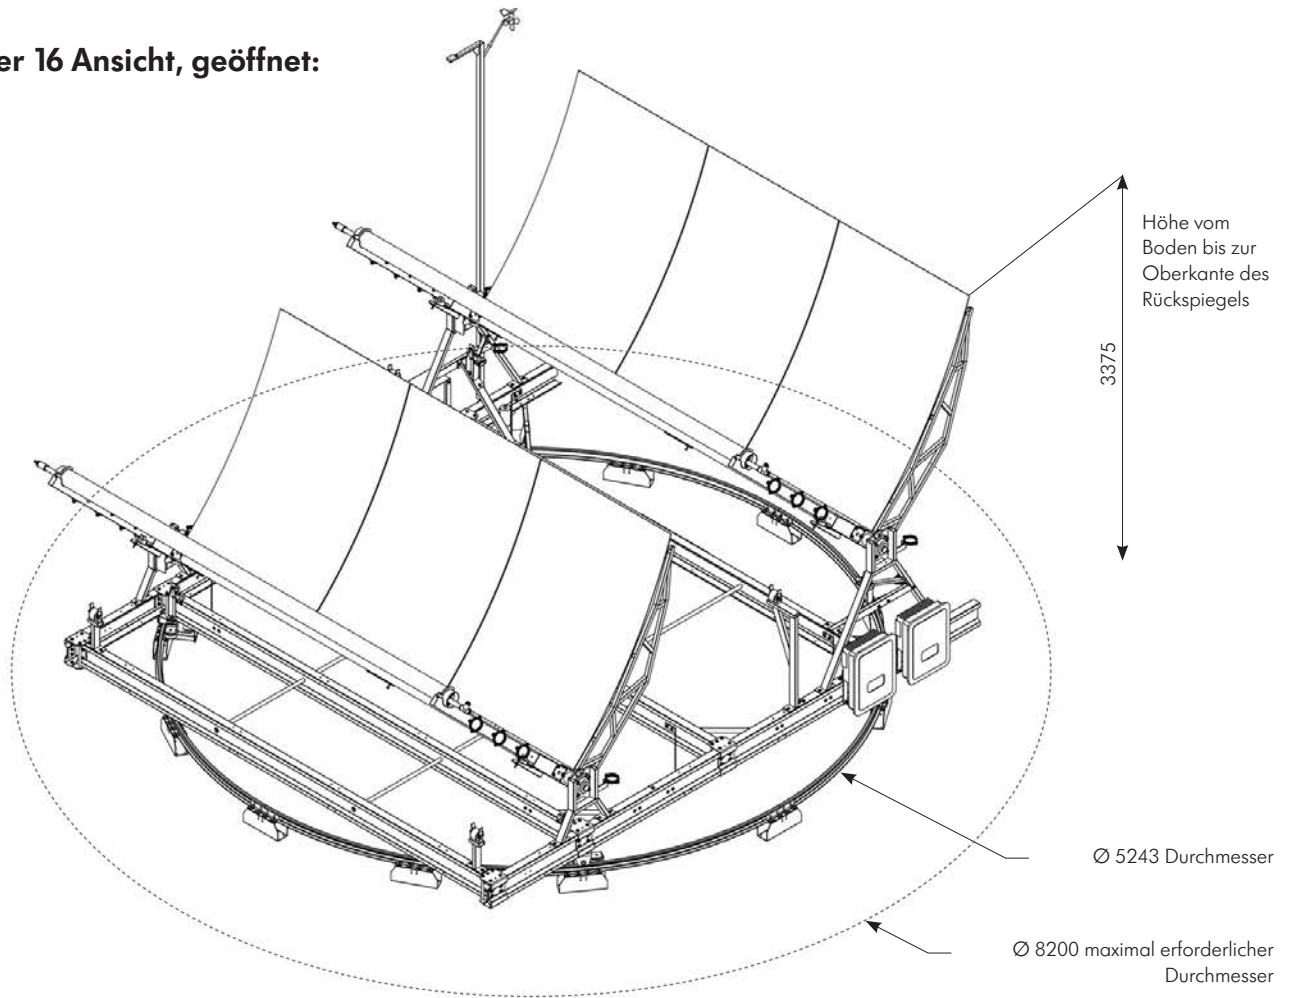 er 16 Ansicht, geöffnet:
Höhe vom
Boden bis zur
Oberkante des
Rückspiegels
3375
Ø 5243 Durchmesser
Ø 8200 maximal erforderlicher
Durchmesser